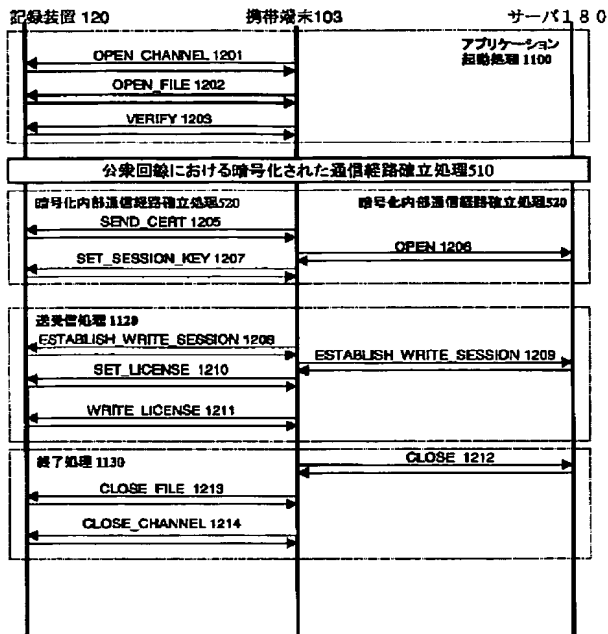 記録装置 120 携帯端末103 サーバ１８０
アプリケーション
起動処理 1100
OPEN CHANNEL 1201
OPEN_FILE 1202
VERIFY 1203
公衆回線における暗号化された通信経路確立処理510
暗号化内部通信経路確立処理520 暗号化内部通信経路確立処理520
SEND_CERT 1205
OPEN 1206
SET_SESSION_KEY 1207
送受信処理 1120
ESTABLISH_WRITE_SESSION 1208
ESTABLISH_WRITE_SESSION 1209
SET_LICENSE 1210
WRITE_LICENSE 1211
終了処理 1130
CLOSE 1212
CLOSE_FILE 1213
CLOSE_CHANNEL 1214